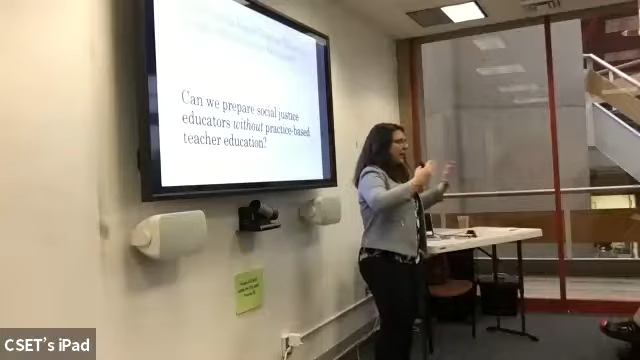 Can we prepare social justice
educators without practice-based
teacher education?
CSET's iPad